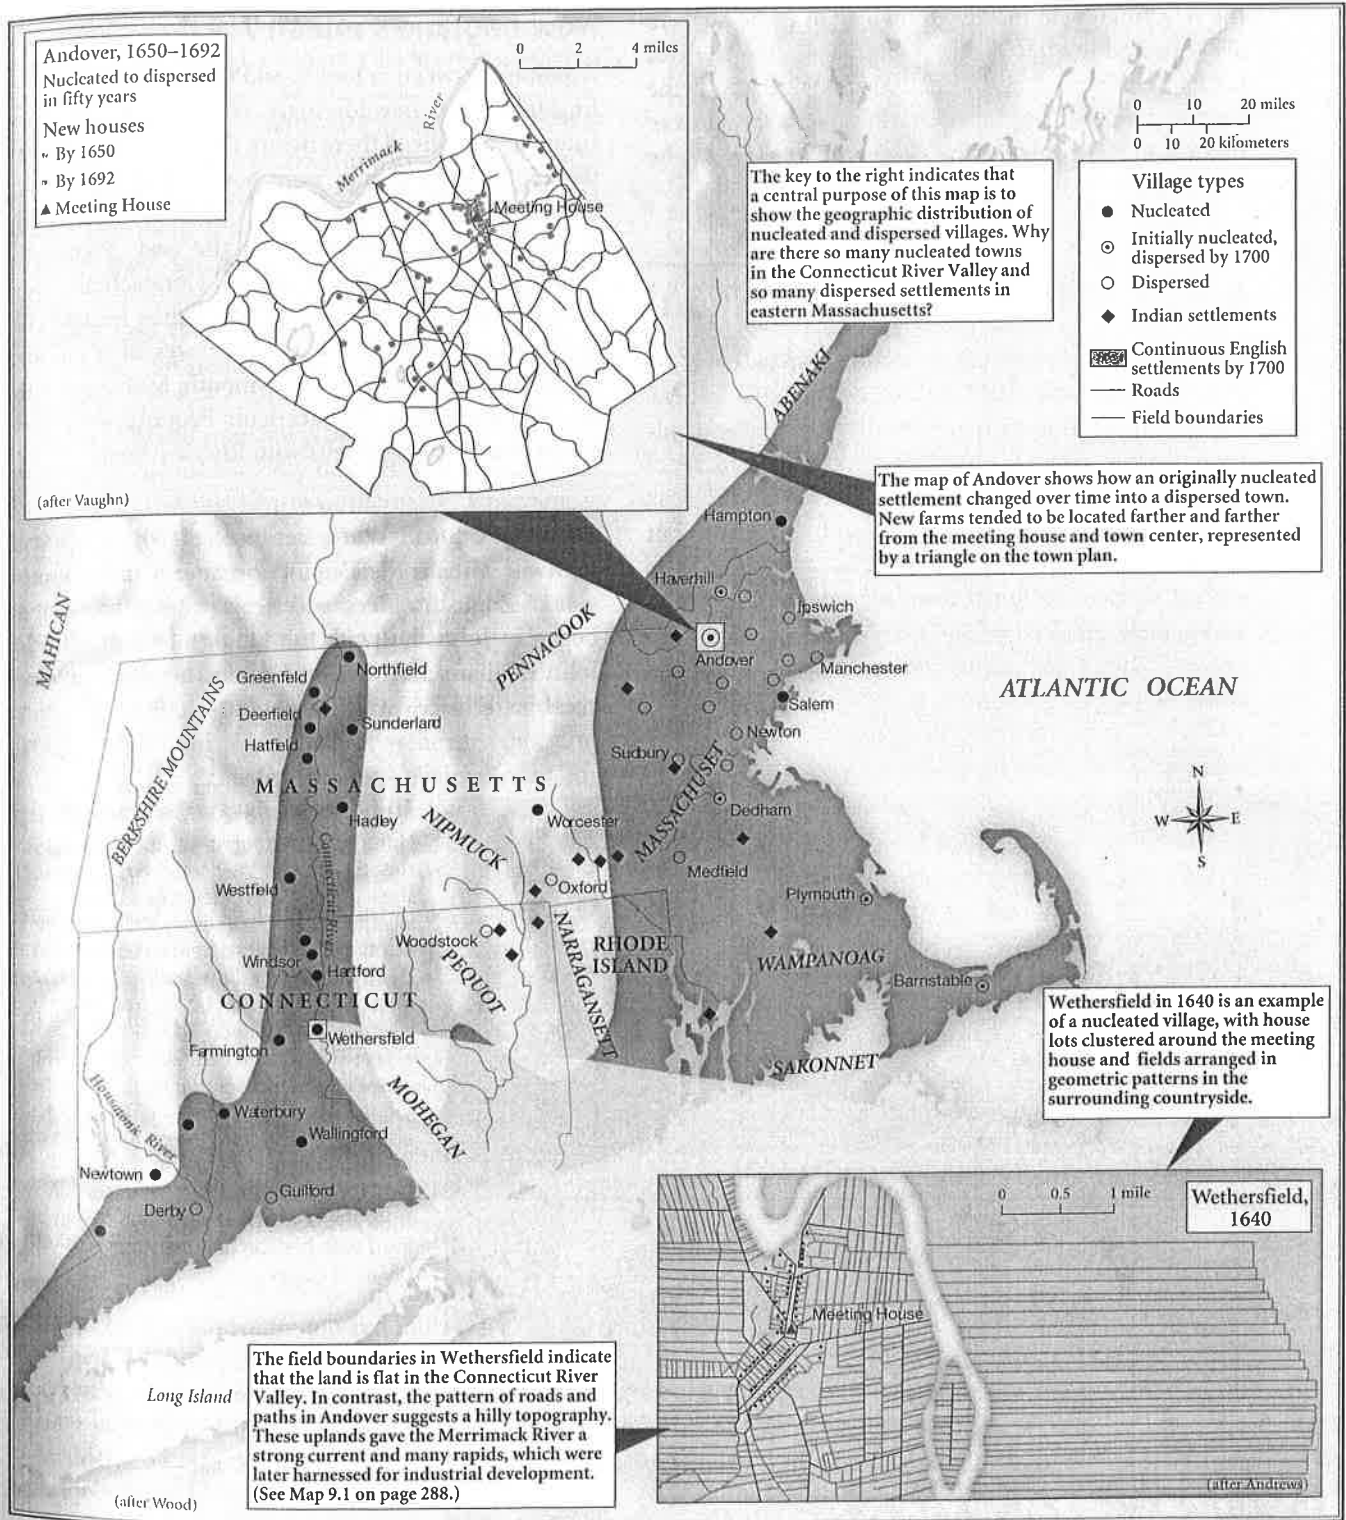 Andover, 1650–1692
Nucleated to dispersed
in fifty years
New houses
By 1650
By 1692
▲ Meeting House
0 2 4 miles
Merrimack
River
Meeting House
(after Vaughn)
0 10 20 miles
0 10 20 kilometers
The key to the right indicates that
a central purpose of this map is to
show the geographic distribution of
nucleated and dispersed villages. Why
are there so many nucleated towns
in the Connecticut River Valley and
so many dispersed settlements in
eastern Massachusetts?
Village types
Nucleated
Initially nucleated,
dispersed by 1700
Dispersed
Indian settlements
Continuous English
settlements by 1700
Roads
Field boundaries
The map of Andover shows how an originally nucleated
settlement changed over time into a dispersed town.
New farms tended to be located farther and farther
from the meeting house and town center, represented
by a triangle on the town plan.
ABENAKI
Hampton
Haverhill
Ipswich
MAHICAN
PENNACOOK
Andover
Manchester
Northfield
Greenfield
ATLANTIC OCEAN
Salem
Deerfield
Sunderland
Newton
Hatfield
Sudbury
BERKSHIRE MOUNTAINS
MASSACHUSETTS
MASSACHUSET
Dedham
Hadley
Worcester
NIPMUCK
N
W E
S
Connecticut River
Medfield
Westfield
Oxford
Plymouth
Woodstock
NARRAGANSETT
RHODE
ISLAND
WAMPANOAG
Windsor
Hartford
PEQUOT
Barnstable
CONNECTICUT
Wethersfield
Farmington
SAKONNET
Wethersfield in 1640 is an example
of a nucleated village, with house
lots clustered around the meeting
house and fields arranged in
geometric patterns in the
surrounding countryside.
Housatonic River
MOHEGAN
Waterbury
Wallingford
Newtown
Derby
Guilford
0 0.5 1 mile
Wethersfield,
1640
Meeting House
(after Andrews)
The field boundaries in Wethersfield indicate
that the land is flat in the Connecticut River
Valley. In contrast, the pattern of roads and
paths in Andover suggests a hilly topography.
These uplands gave the Merrimack River a
strong current and many rapids, which were
later harnessed for industrial development.
(See Map 9.1 on page 288.)
Long Island
(after Wood)